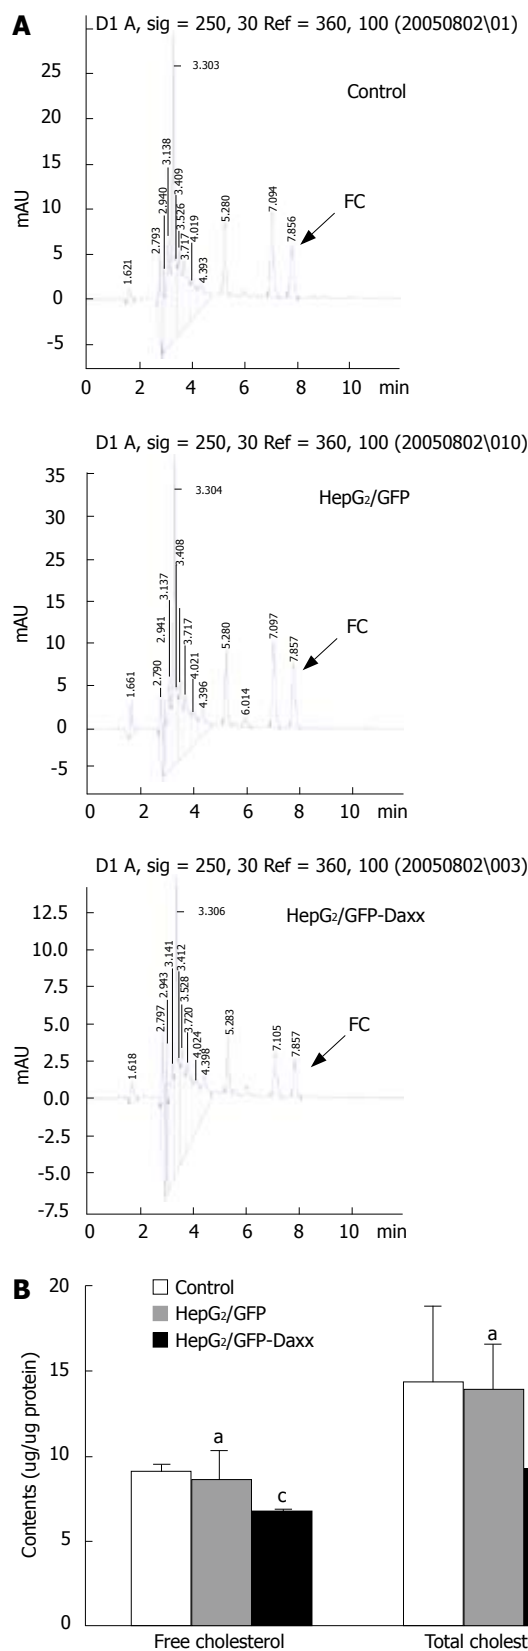 A
D1 A, sig = 250, 30 Ref = 360, 100 (20050802\01)
mAU
25
20
15
10
5
0
-5
0 2 4 6 8 10 min
1.621
2.793
2.940
3.138
3.303
3.409
3.526
3.717
4.019
4.393
5.280
7.094
7.856
Control
FC
D1 A, sig = 250, 30 Ref = 360, 100 (20050802\010)
mAU
35
30
25
20
15
10
5
0
-5
0 2 4 6 8 10 min
1.661
2.790
2.941
3.137
3.304
3.408
3.717
4.021
4.396
5.280
6.014
7.097
7.857
HepG2/GFP
FC
D1 A, sig = 250, 30 Ref = 360, 100 (20050802\003)
mAU
12.5
10.0
7.5
5.0
2.5
0.0
-2.5
-5.0
-7.5
0 2 4 6 8 10 min
1.618
2.797
2.943
3.141
3.306
3.412
3.528
3.720
4.024
4.398
5.283
7.105
7.857
HepG2/GFP-Daxx
FC
B
Contents (ug/ug protein)
20
15
10
5
0
Control
HepG2/GFP
HepG2/GFP-Daxx
a
c
a
Free cholesterol
Total cholest